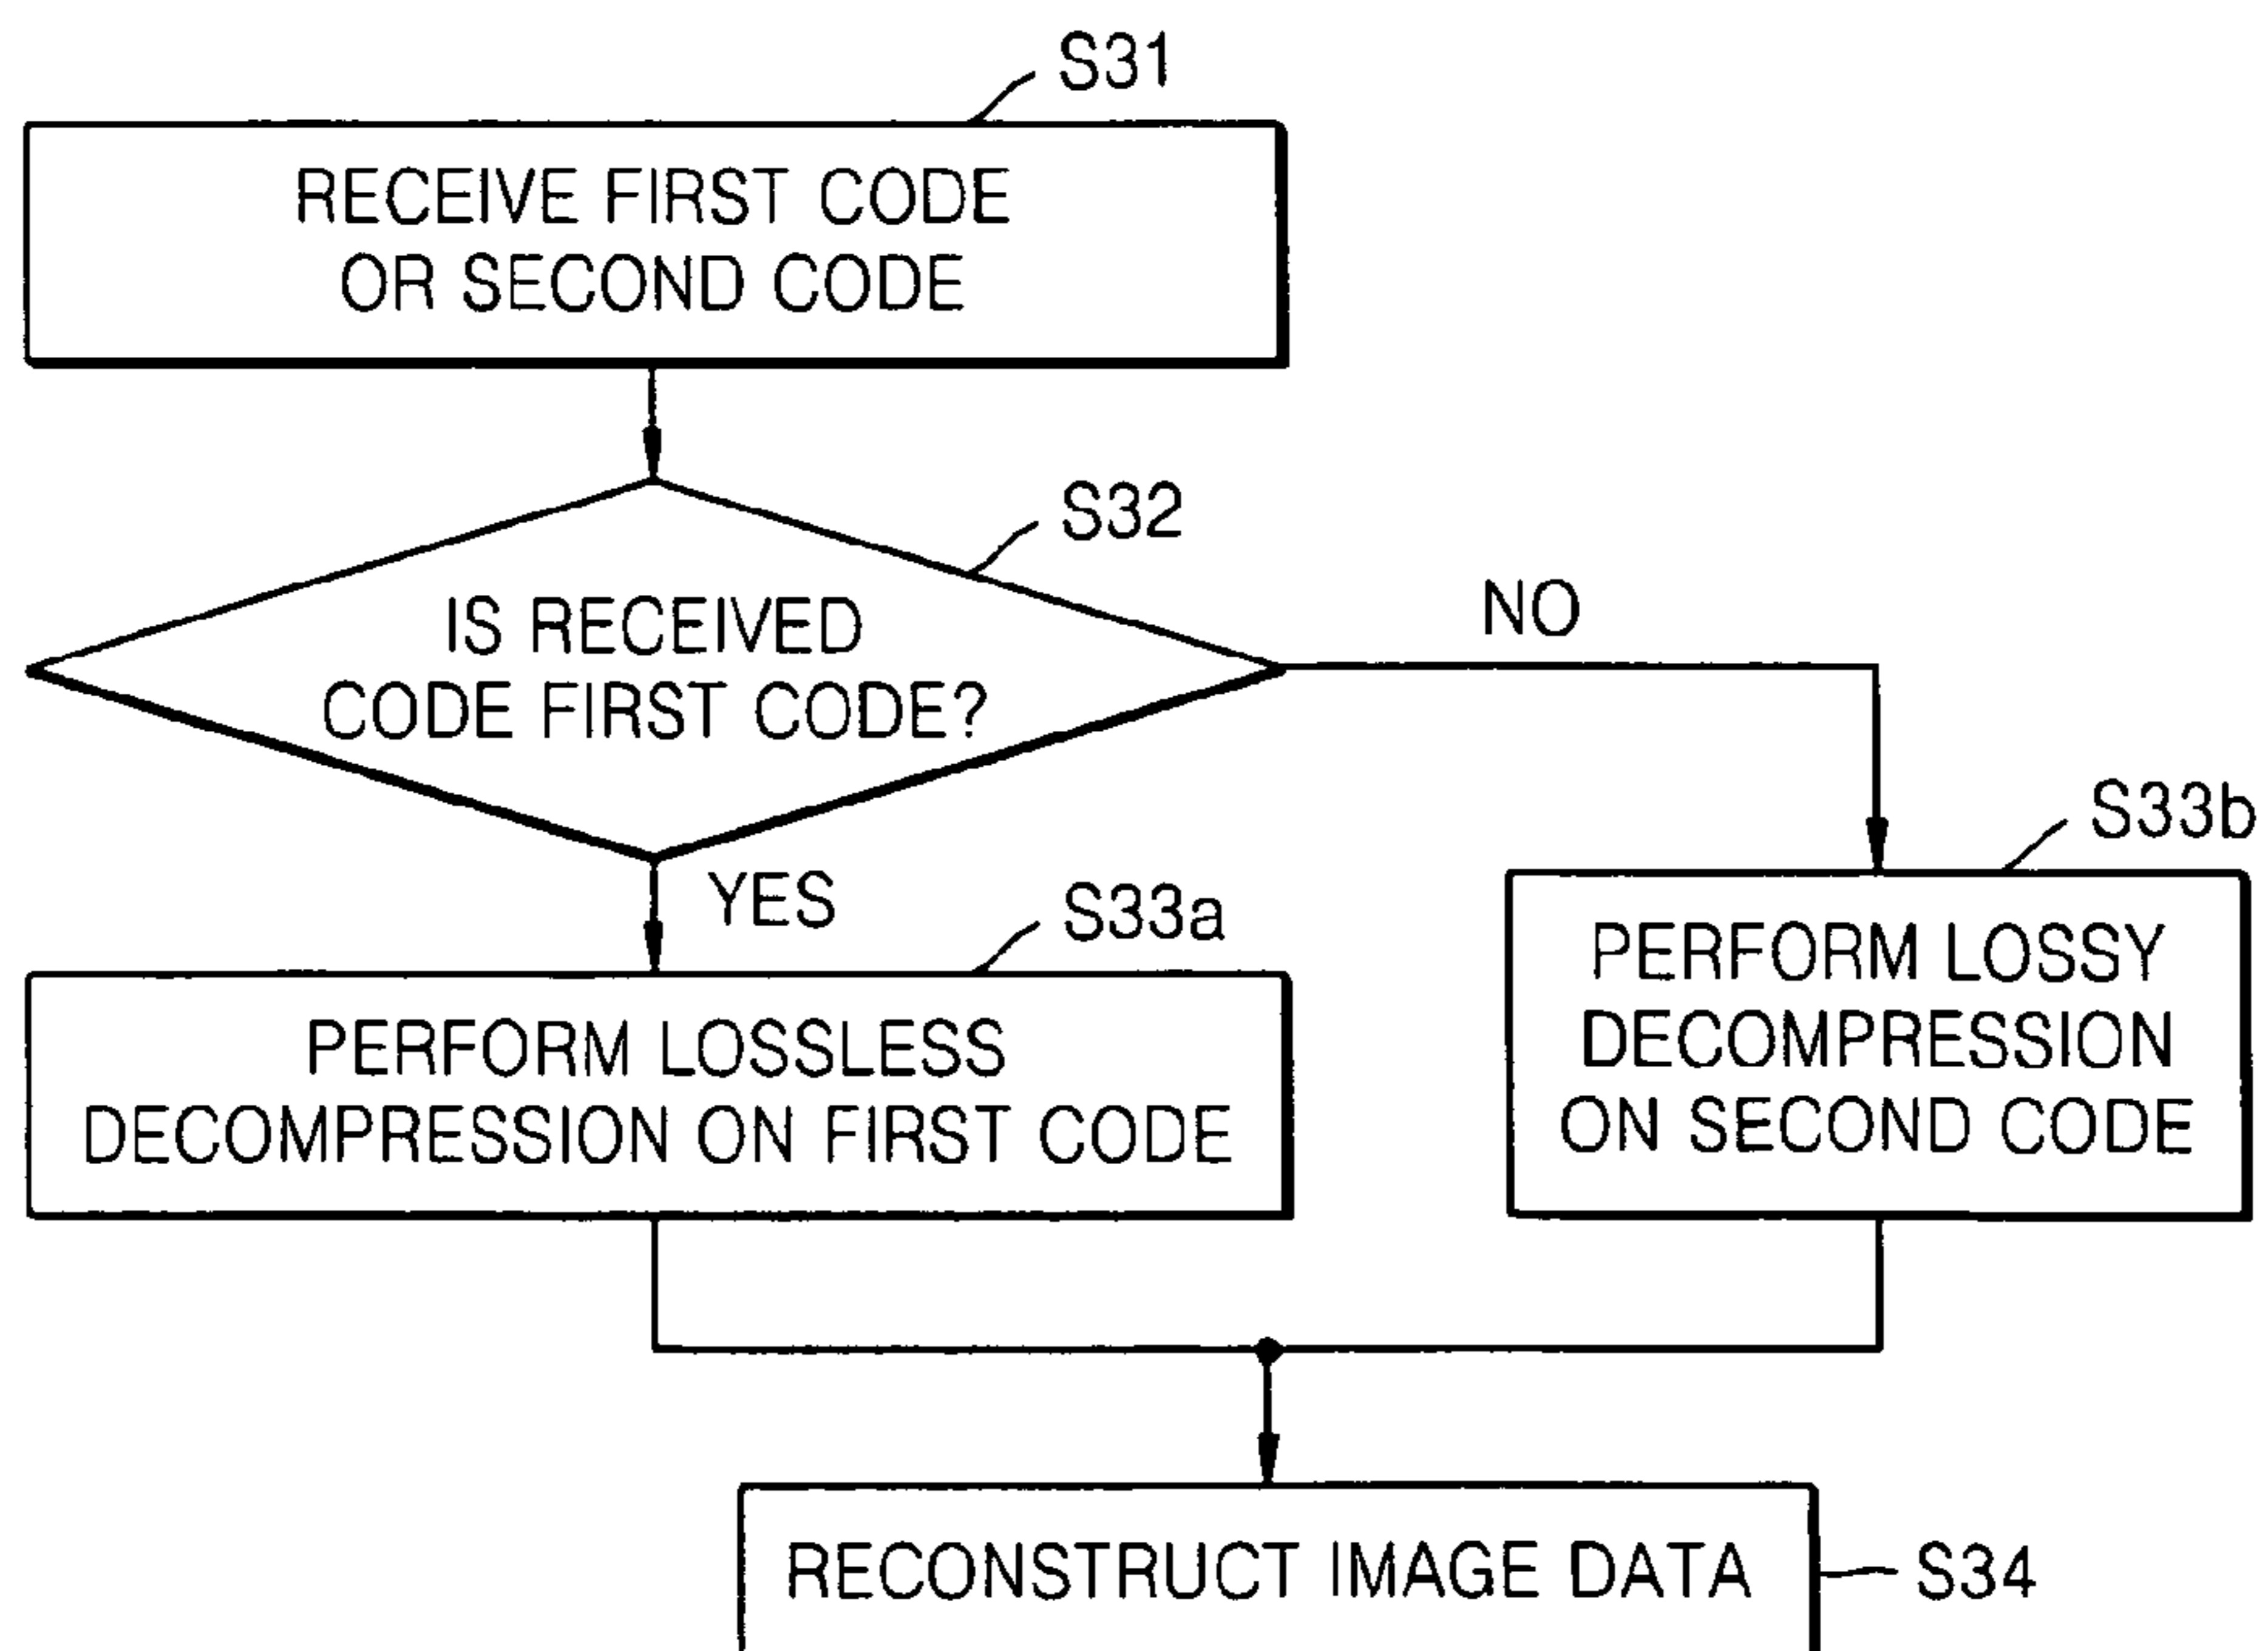 S31
RECEIVE FIRST CODE
OR SECOND CODE
S32
IS RECEIVED
CODE FIRST CODE?
NO
YES
S33a
PERFORM LOSSLESS
DECOMPRESSION ON FIRST CODE
S33b
PERFORM LOSSY
DECOMPRESSION
ON SECOND CODE
RECONSTRUCT IMAGE DATA
S34